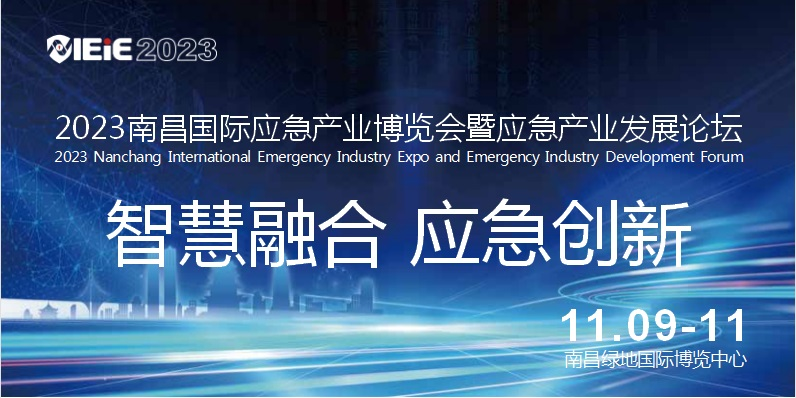 IEiE 2023
2023南昌国际应急产业博览会暨应急产业发展论坛
2023 Nanchang International Emergency Industry Expo and Emergency Industry Development Forum
智慧融合 应急创新
11.09-11
南昌绿地国际博览中心